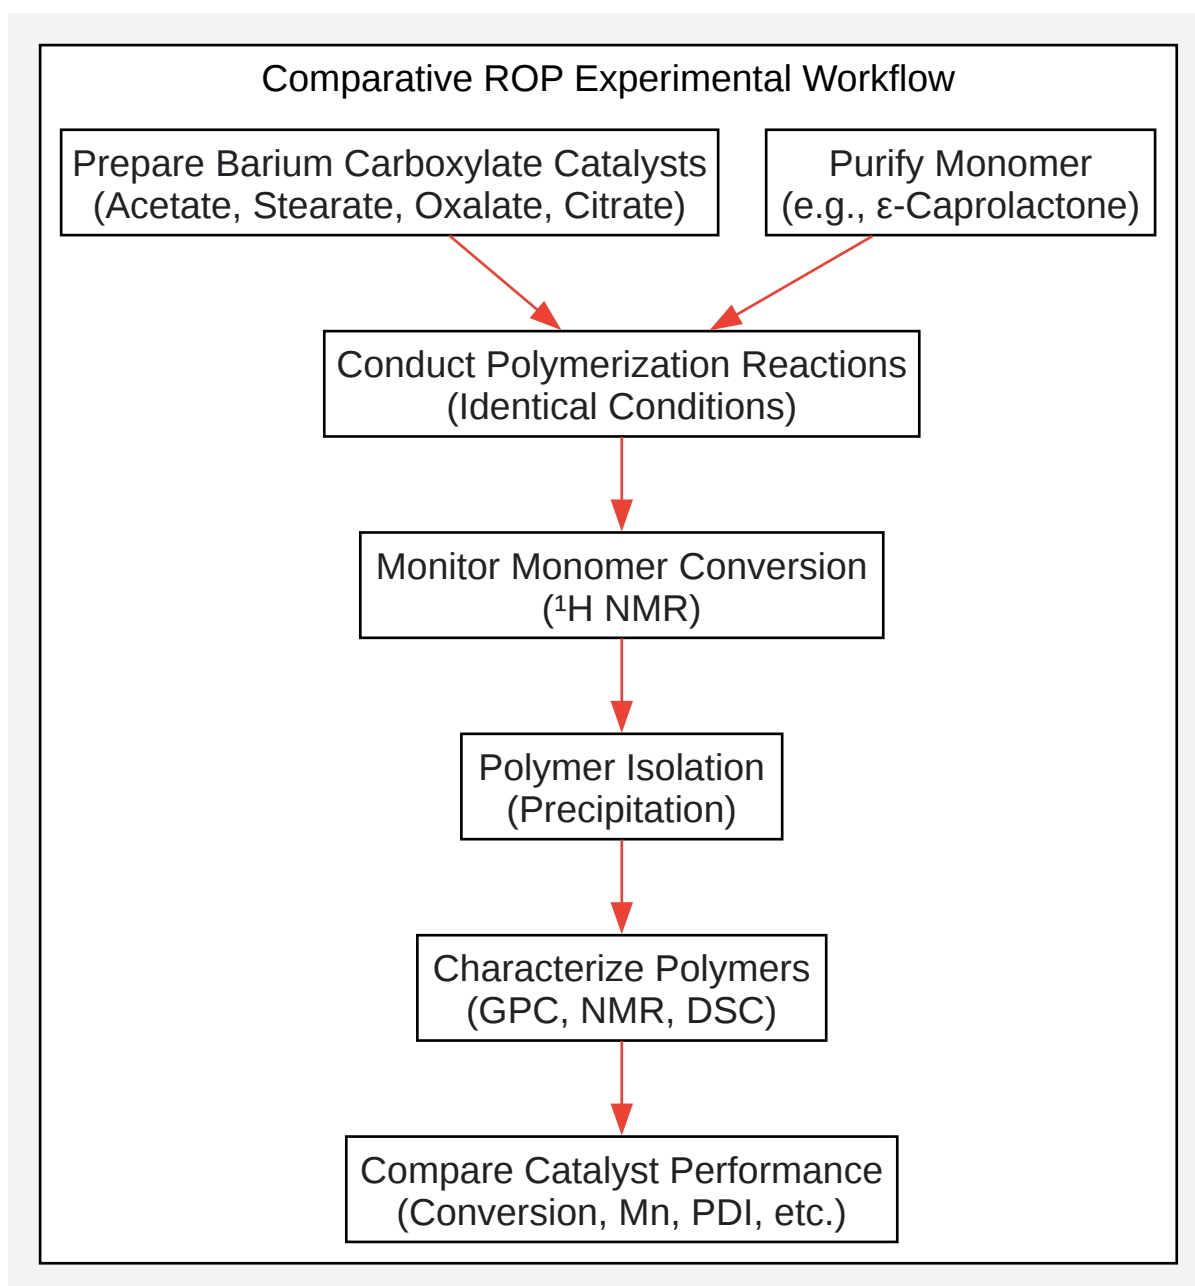 Comparative ROP Experimental Workflow
Prepare Barium Carboxylate Catalysts
(Acetate, Stearate, Oxalate, Citrate)
Purify Monomer
(e.g., ε-Caprolactone)
Conduct Polymerization Reactions
(Identical Conditions)
Monitor Monomer Conversion
(¹H NMR)
Polymer Isolation
(Precipitation)
Characterize Polymers
(GPC, NMR, DSC)
Compare Catalyst Performance
(Conversion, Mn, PDI, etc.)